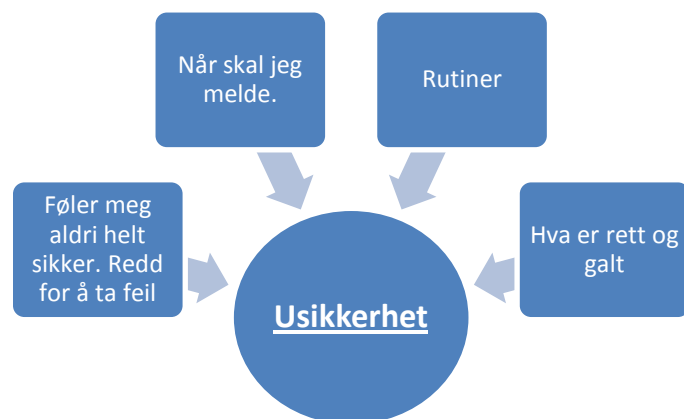 Når skal jeg
melde.
Rutiner
Føler meg
aldri helt
sikker. Redd
for å ta feil
Hva er rett og
galt
Usikkerhet